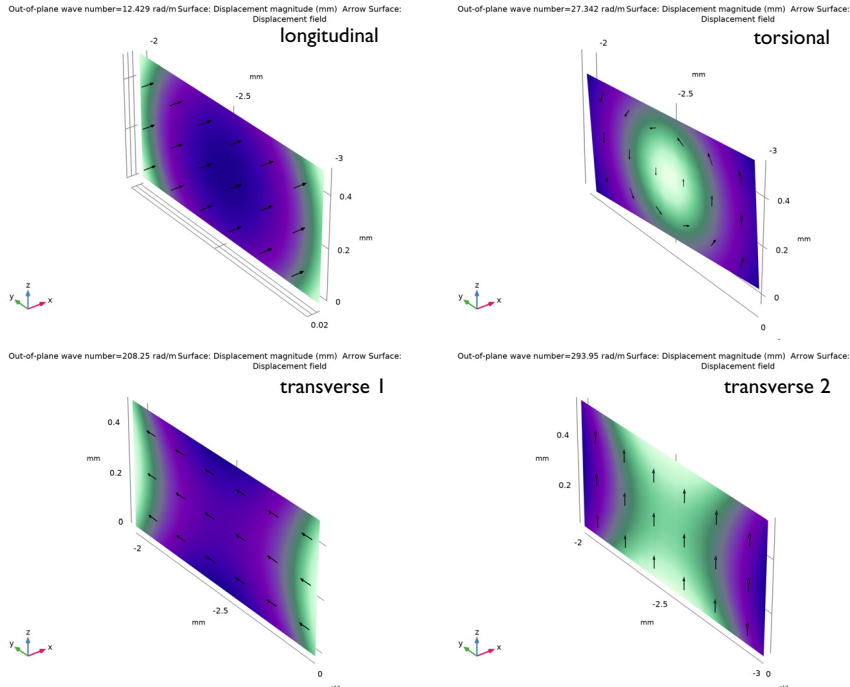 Out-of-plane wave number=12.429 rad/m Surface: Displacement magnitude (mm) Arrow Surface:
Displacement field
longitudinal
-2
mm
-2.5
-3
0.4
mm
0.2
0
0.02
y z x
Out-of-plane wave number=27.342 rad/m Surface: Displacement magnitude (mm) Arrow Surface:
Displacement field
torsional
-2
mm
-2.5
-3
0.4
0.2
mm
0
0
y z x
Out-of-plane wave number=208.25 rad/m Surface: Displacement magnitude (mm) Arrow Surface:
Displacement field
transverse 1
0.4
mm
0.2
0
-2
-2.5
mm
0
y z x
Out-of-plane wave number=293.95 rad/m Surface: Displacement magnitude (mm) Arrow Surface:
Displacement field
transverse 2
0.4
mm
0.2
-2
-2.5
mm
-3 0
y z x